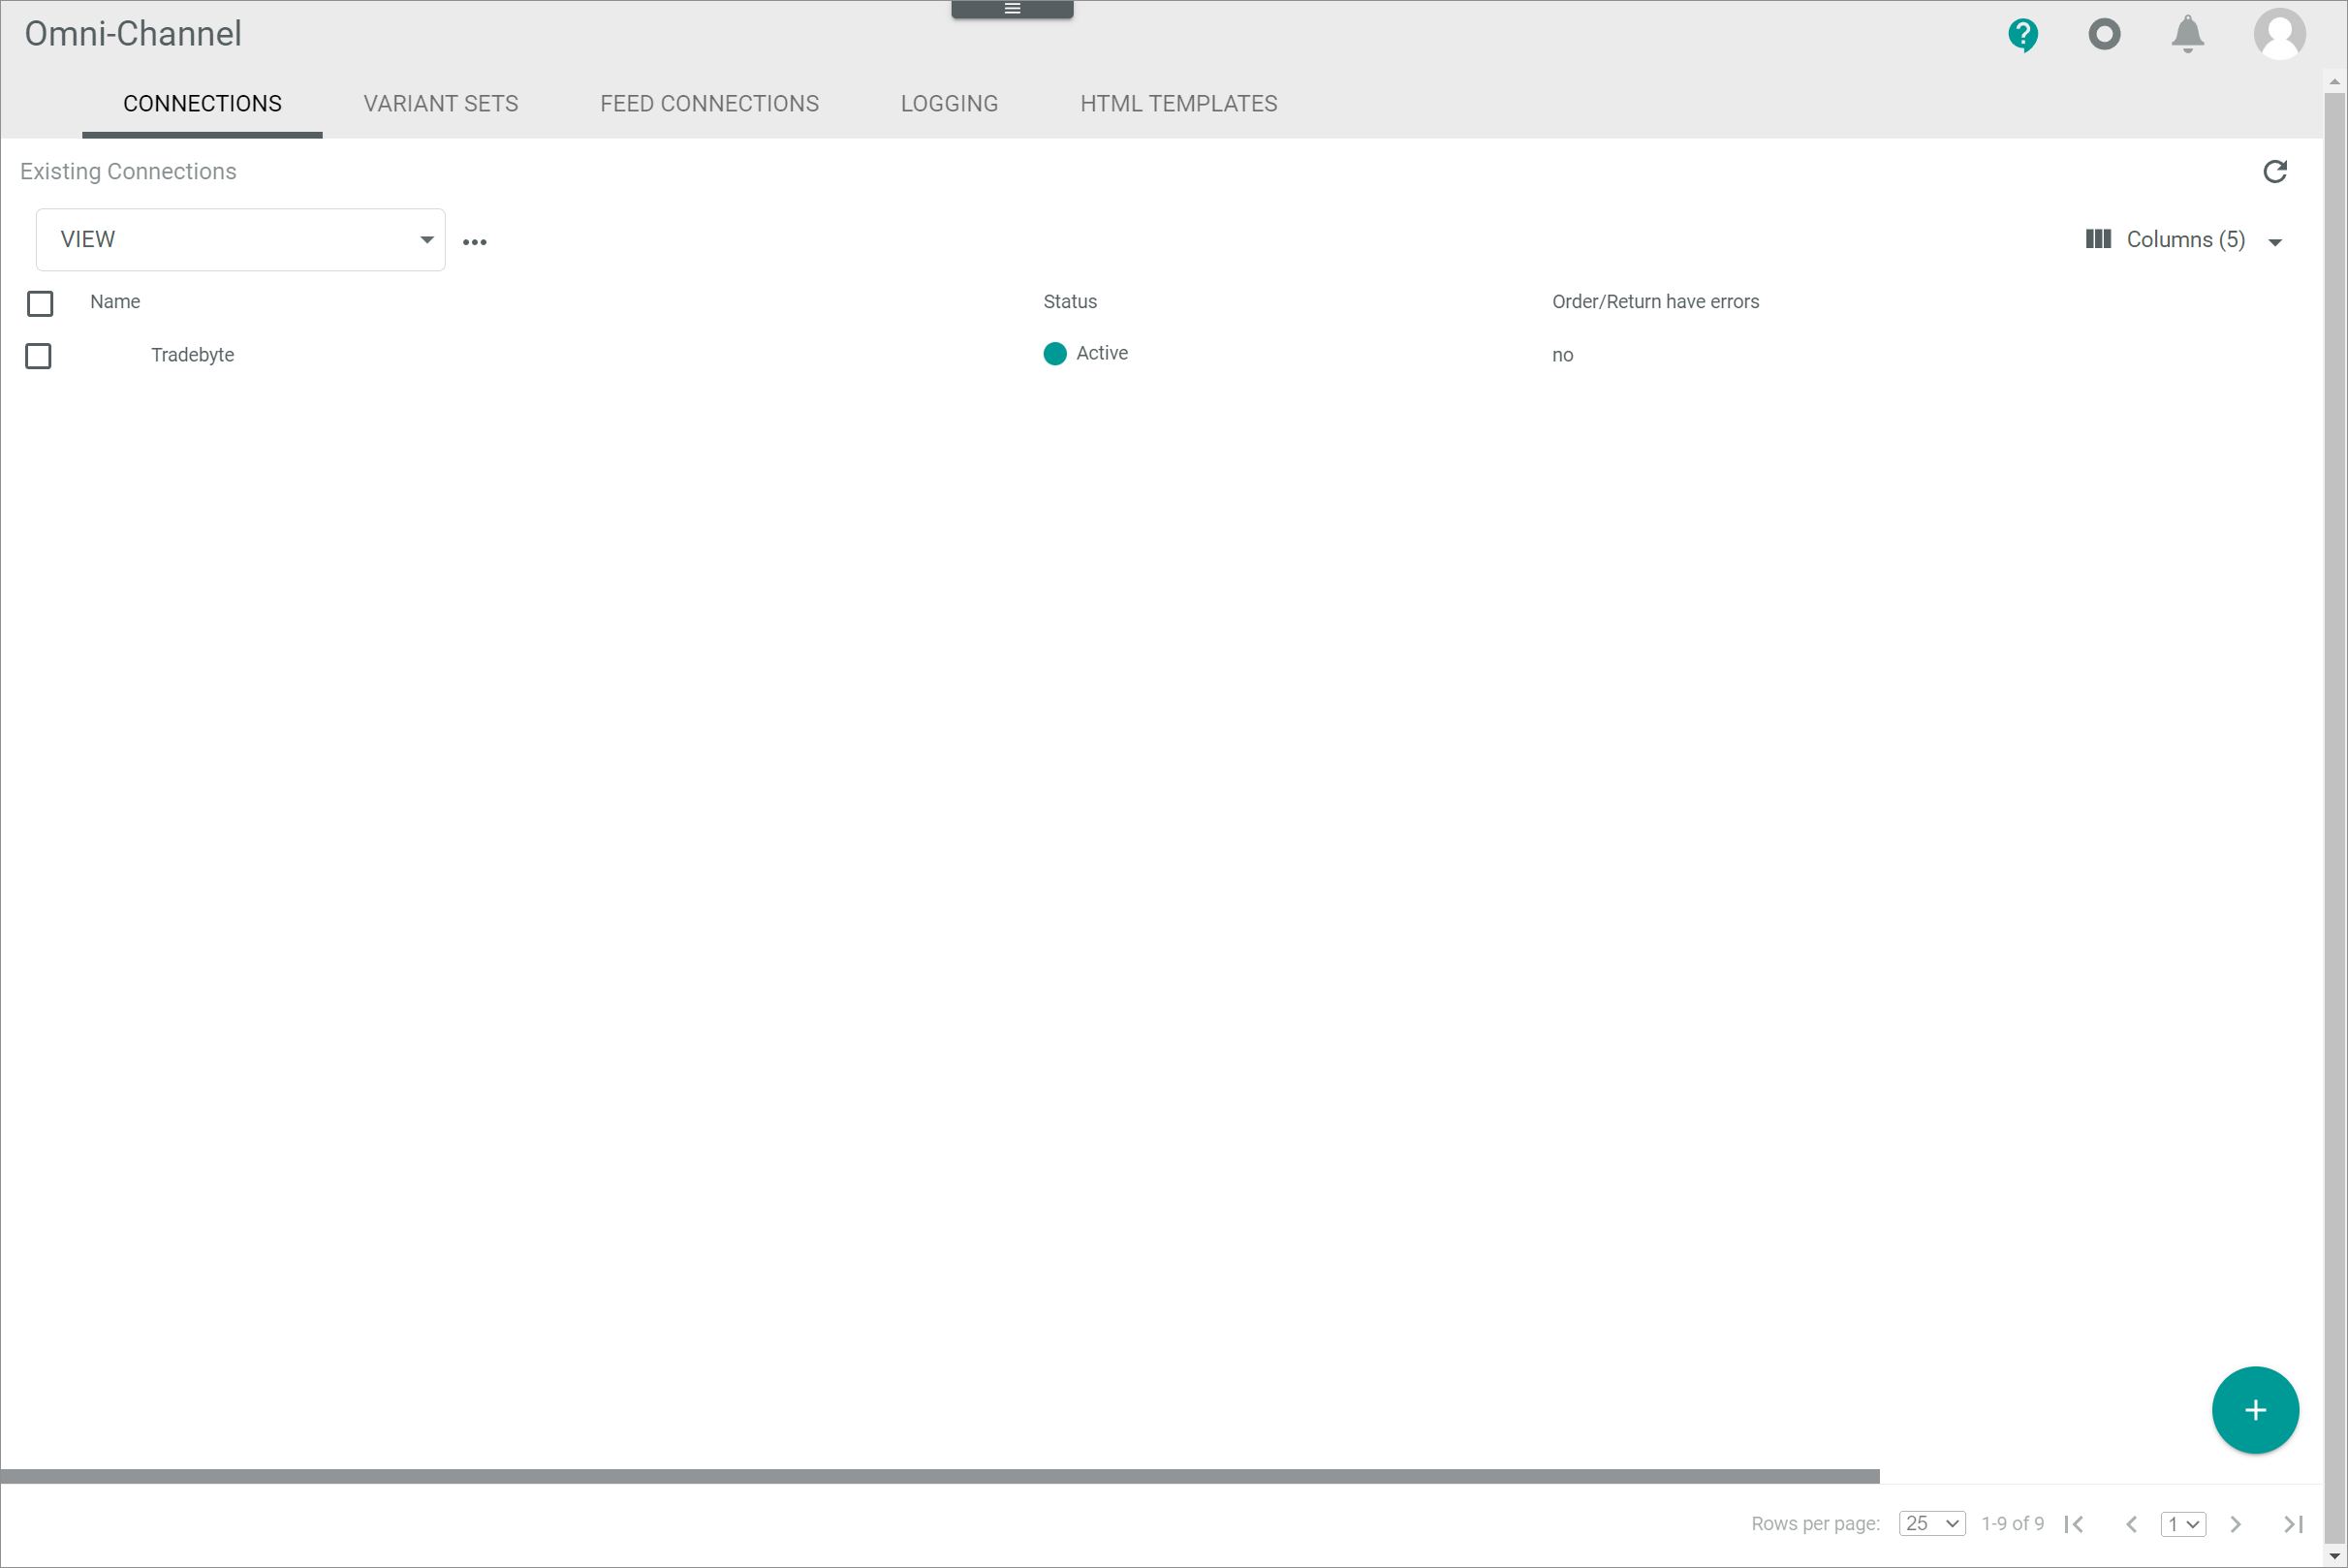 Omni-Channel
CONNECTIONS VARIANT SETS FEED CONNECTIONS LOGGING HTML TEMPLATES
Existing Connections
VIEW Columns (5)
Name Status Order/Return have errors
Tradebyte Active no
Rows per page: 25 1-9 of 9 1